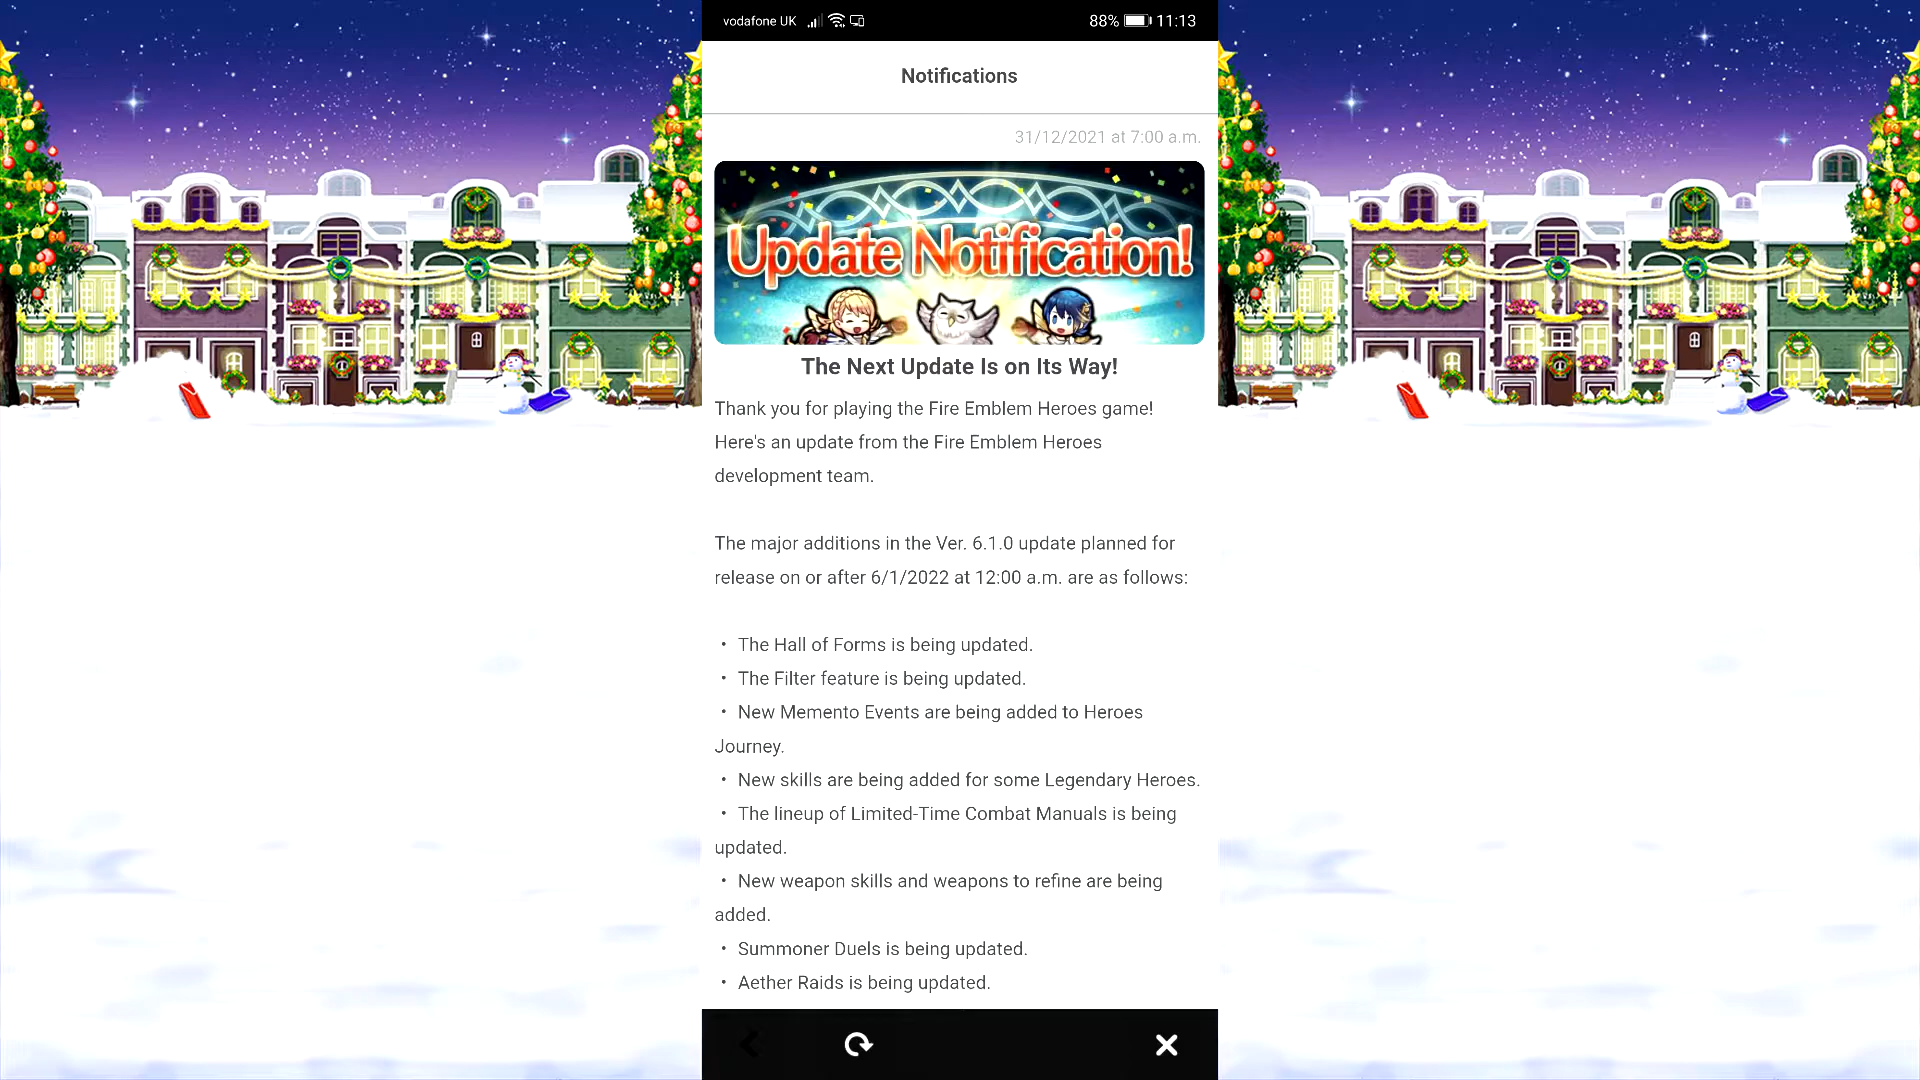 vodafone UK
88%
11:13
Notifications
31/12/2021 at 7:00 a.m.
Update Notification!
The Next Update Is on Its Way!
Thank you for playing the Fire Emblem Heroes game!
Here's an update from the Fire Emblem Heroes
development team.
The major additions in the Ver. 6.1.0 update planned for
release on or after 6/1/2022 at 12:00 a.m. are as follows:
・ The Hall of Forms is being updated.
・ The Filter feature is being updated.
・ New Memento Events are being added to Heroes
Journey.
・ New skills are being added for some Legendary Heroes.
・ The lineup of Limited-Time Combat Manuals is being
updated.
・ New weapon skills and weapons to refine are being
added.
・ Summoner Duels is being updated.
・ Aether Raids is being updated.